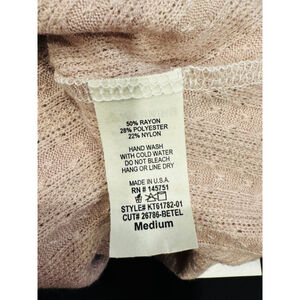 50% RAYON
28% POLYESTER
22% NYLON
HAND WASH
WITH COLD WATER
DO NOT BLEACH
HANG OR LINE DRY
MADE IN U.S.A.
RN # 145751
STYLE# KT61782-01
CUT# 26786-BETEL
Medium